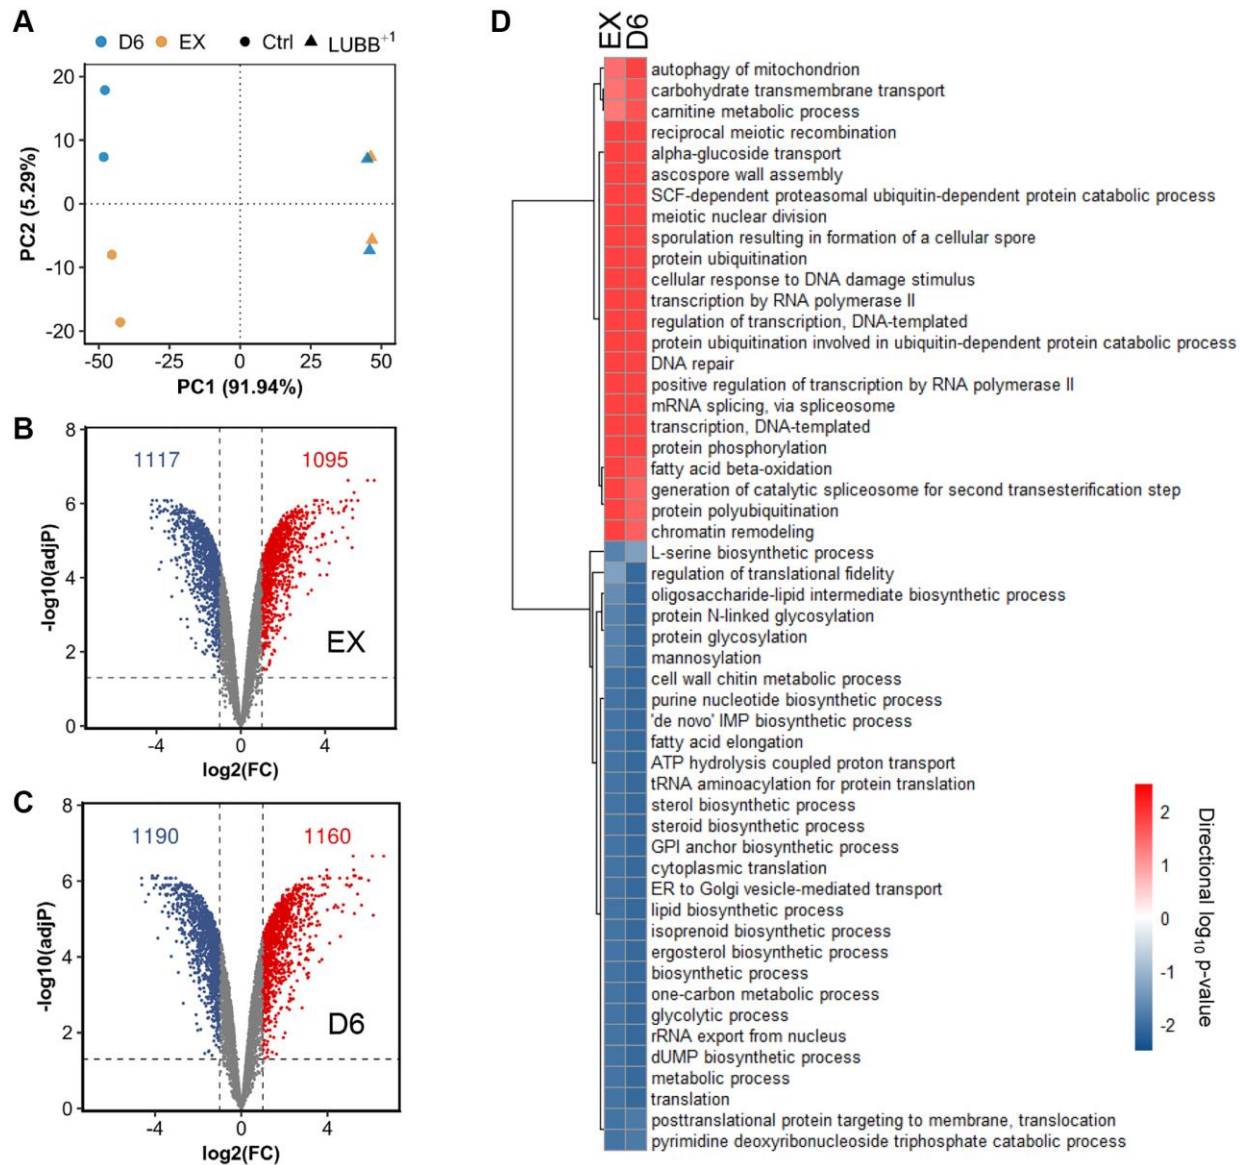 A
D6 EX Ctrl LUBB+1
20
10
0
-10
-20
PC2 (5.29%)
-50 -25 0 25 50
PC1 (91.94%)
B
8
6
4
2
0
-log10(adjP)
1117 1095
EX
-4 0 4
log2(FC)
C
8
6
4
2
0
-log10(adjP)
1190 1160
D6
-4 0 4
log2(FC)
D
EX D6
autophagy of mitochondrion
carbohydrate transmembrane transport
carnitine metabolic process
reciprocal meiotic recombination
alpha-glucoside transport
ascospore wall assembly
SCF-dependent proteasomal ubiquitin-dependent protein catabolic process
meiotic nuclear division
sporulation resulting in formation of a cellular spore
protein ubiquitination
cellular response to DNA damage stimulus
transcription by RNA polymerase II
regulation of transcription, DNA-templated
protein ubiquitination involved in ubiquitin-dependent protein catabolic process
DNA repair
positive regulation of transcription by RNA polymerase II
mRNA splicing, via spliceosome
transcription, DNA-templated
protein phosphorylation
fatty acid beta-oxidation
generation of catalytic spliceosome for second transesterification step
protein polyubiquitination
chromatin remodeling
L-serine biosynthetic process
regulation of translational fidelity
oligosaccharide-lipid intermediate biosynthetic process
protein N-linked glycosylation
protein glycosylation
mannosylation
cell wall chitin metabolic process
purine nucleotide biosynthetic process
'de novo' IMP biosynthetic process
fatty acid elongation
ATP hydrolysis coupled proton transport
tRNA aminoacylation for protein translation
sterol biosynthetic process
steroid biosynthetic process
GPI anchor biosynthetic process
cytoplasmic translation
ER to Golgi vesicle-mediated transport
lipid biosynthetic process
isoprenoid biosynthetic process
ergosterol biosynthetic process
biosynthetic process
one-carbon metabolic process
glycolytic process
rRNA export from nucleus
dUMP biosynthetic process
metabolic process
translation
posttranslational protein targeting to membrane, translocation
pyrimidine deoxyribonucleoside triphosphate catabolic process
2
1
0
-1
-2
Directional log10 p-value